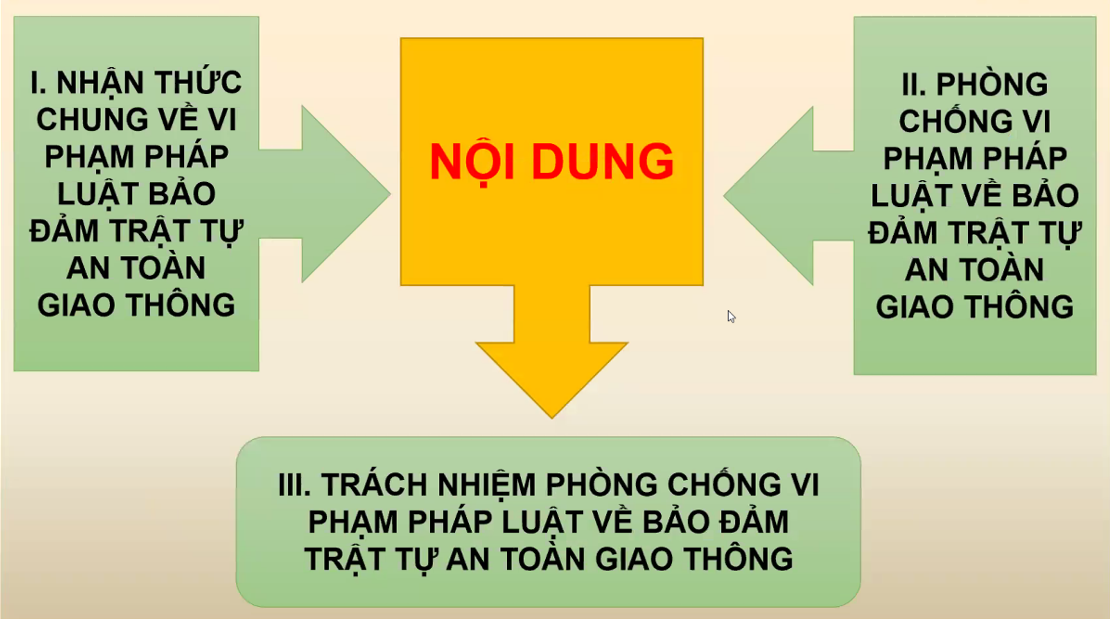 I. NHẬN THỨC
CHUNG VỀ VI
PHẠM PHÁP
LUẬT BẢO
ĐẢM TRẬT TỰ
AN TOÀN
GIAO THÔNG
NỘI DUNG
II. PHÒNG
CHỐNG VI
PHẠM PHÁP
LUẬT VỀ BẢO
ĐẢM TRẬT TỰ
AN TOÀN
GIAO THÔNG
III. TRÁCH NHIỆM PHÒNG CHỐNG VI
PHẠM PHÁP LUẬT VỀ BẢO ĐẢM
TRẬT TỰ AN TOÀN GIAO THÔNG